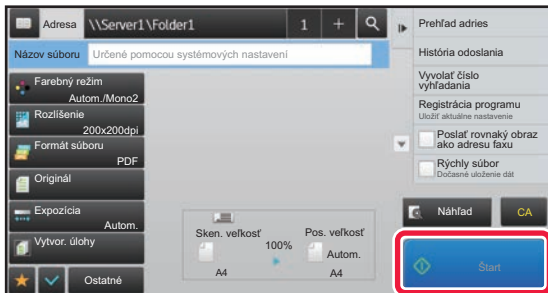 Adresa \\Server1\Folder1 1 +
Názov súboru Určené pomocou systémových nastavení
Farebný režim
Autom./Mono2
Rozlíšenie
200x200dpi
Formát súboru
PDF
Originál
Expozícia
Autom.
Vytvor. úlohy
Ostatné
Sken. veľkosť
Pos. veľkosť
100%
Autom.
A4
A4
Prehľad adries
História odoslania
Vyvolať číslo
vyhľadania
Registrácia programu
Uložiť aktuálne nastavenie
Poslať rovnaký obraz
ako adresu faxu
Rýchly súbor
Dočasné uloženie dát
Náhľad
CA
Štart